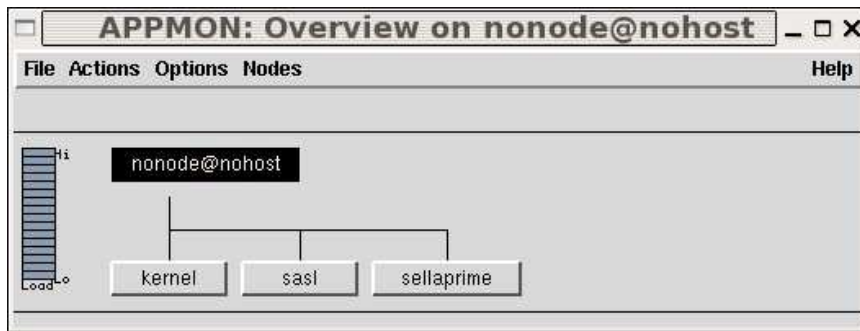 APPMON: Overview on nonode@nohost
File Actions Options Nodes Help
Hi
nonode@nohost
Lo
Load
kernel sasl sellaprime